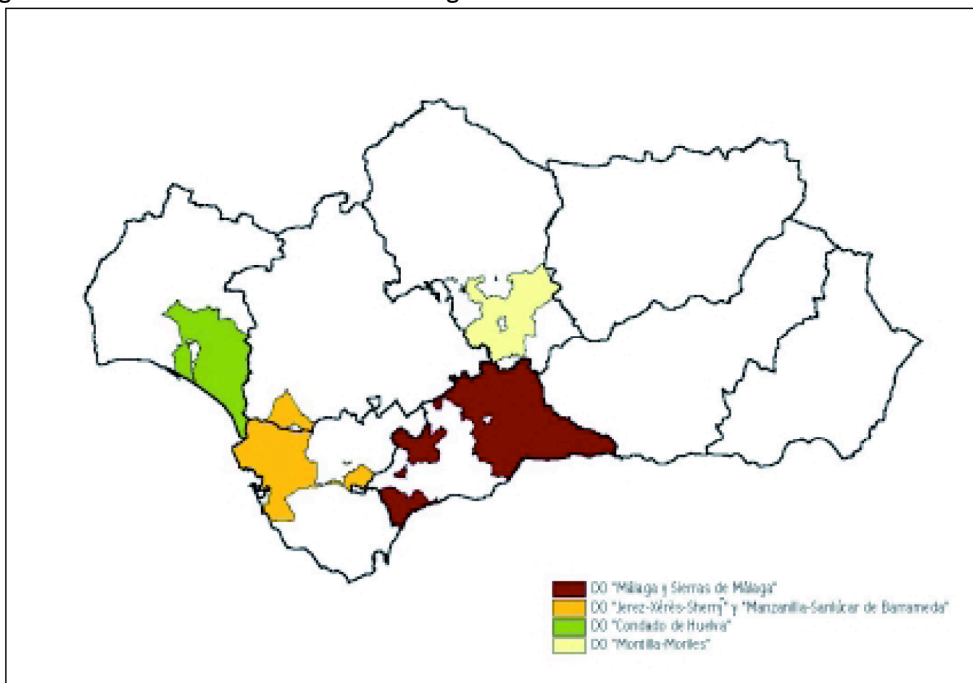 DO "Málaga y Sierras de Málaga"
DO "Jerez-Xérès-Sherry" y "Manzanilla-Sanlúcar de Barrameda"
DO "Condado de Huelva"
DO "Montilla-Moriles"